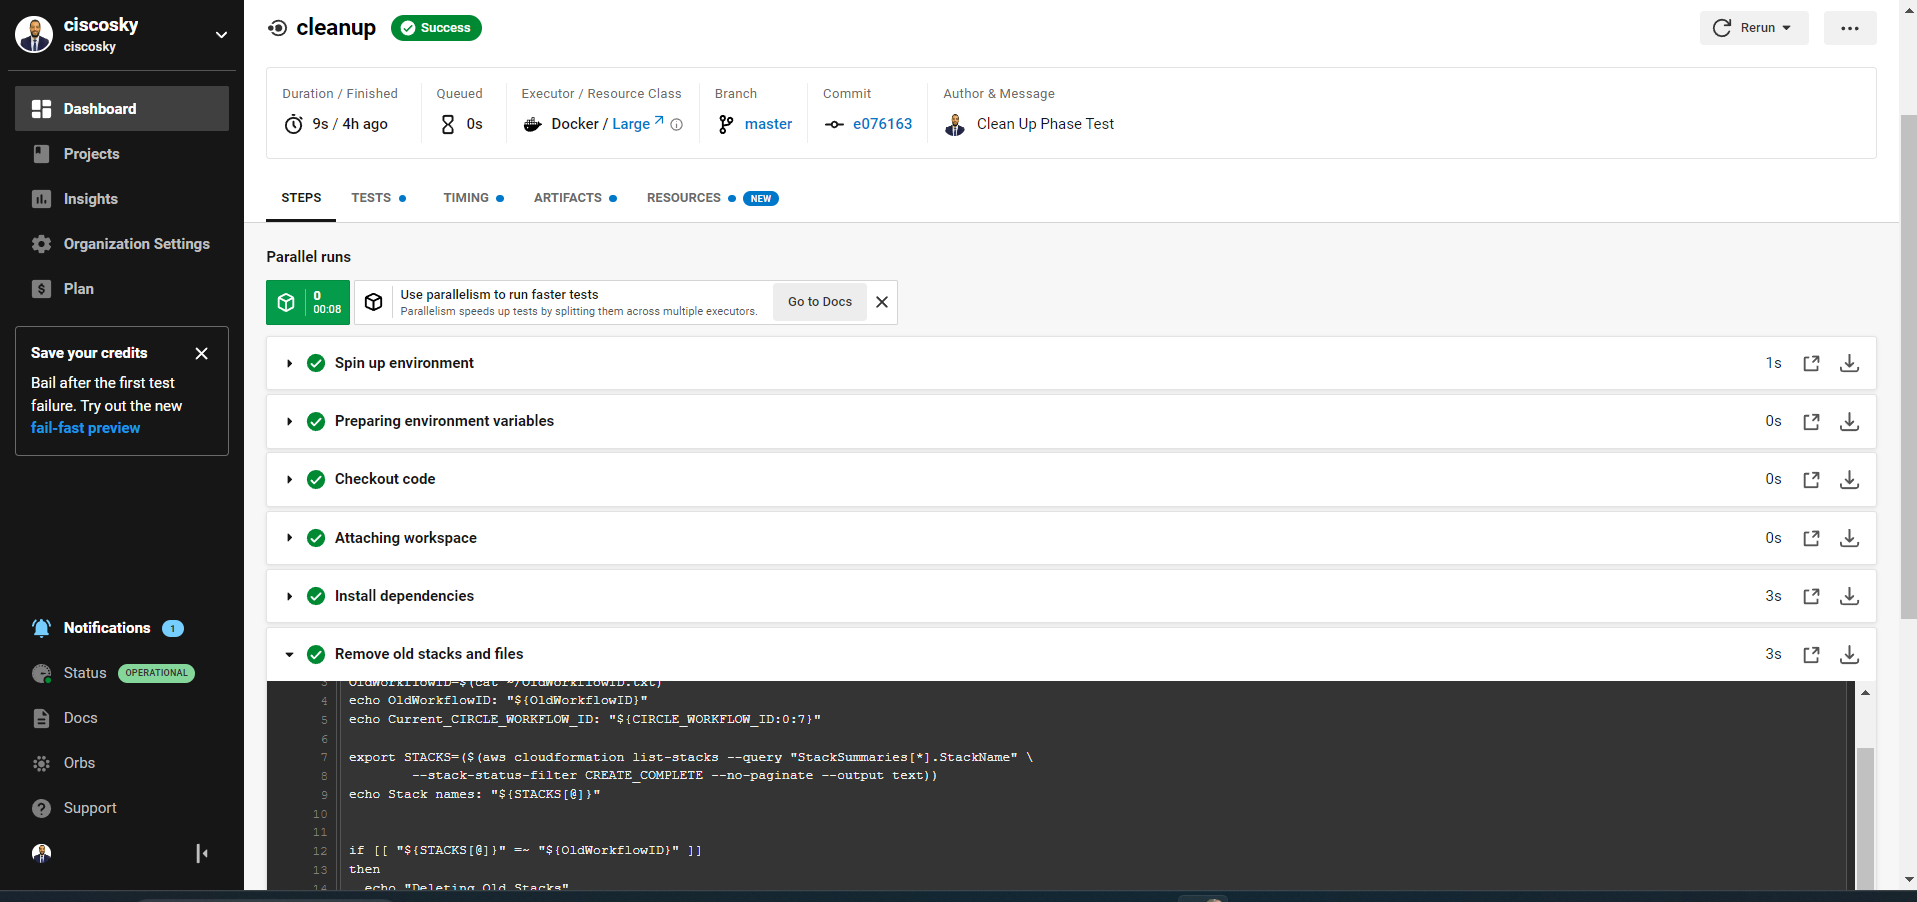 ciscosky
ciscosky
Dashboard
Projects
Insights
Organization Settings
$ Plan
Save your credits
Bail after the first test
failure. Try out the new
fail-fast preview
Notifications 1
Status OPERATIONAL
Docs
Orbs
? Support
cleanup Success
Rerun
Duration / Finished
9s / 4h ago
Queued
0s
Executor / Resource Class
Docker / Large
Branch
master
Commit
e076163
Author & Message
Clean Up Phase Test
STEPS TESTS TIMING ARTIFACTS RESOURCES NEW
Parallel runs
0
00:08
Use parallelism to run faster tests
Parallelism speeds up tests by splitting them across multiple executors.
Go to Docs
Spin up environment 1s
Preparing environment variables 0s
Checkout code 0s
Attaching workspace 0s
Install dependencies 3s
Remove old stacks and files 3s
3 OldWorkflowID=$(cat ~/OldWorkflowID.txt)
4 echo OldWorkflowID: "${OldWorkflowID}"
5 echo Current_CIRCLE_WORKFLOW_ID: "${CIRCLE_WORKFLOW_ID:0:7}"
6
7 export STACKS=($(aws cloudformation list-stacks --query "StackSummaries[*].StackName" \
8 --stack-status-filter CREATE_COMPLETE --no-paginate --output text))
9 echo Stack names: "${STACKS[@]}"
10
11
12 if [[ "${STACKS[@]}" =~ "${OldWorkflowID}" ]]
13 then
14 echo "Deleting Old Stacks"